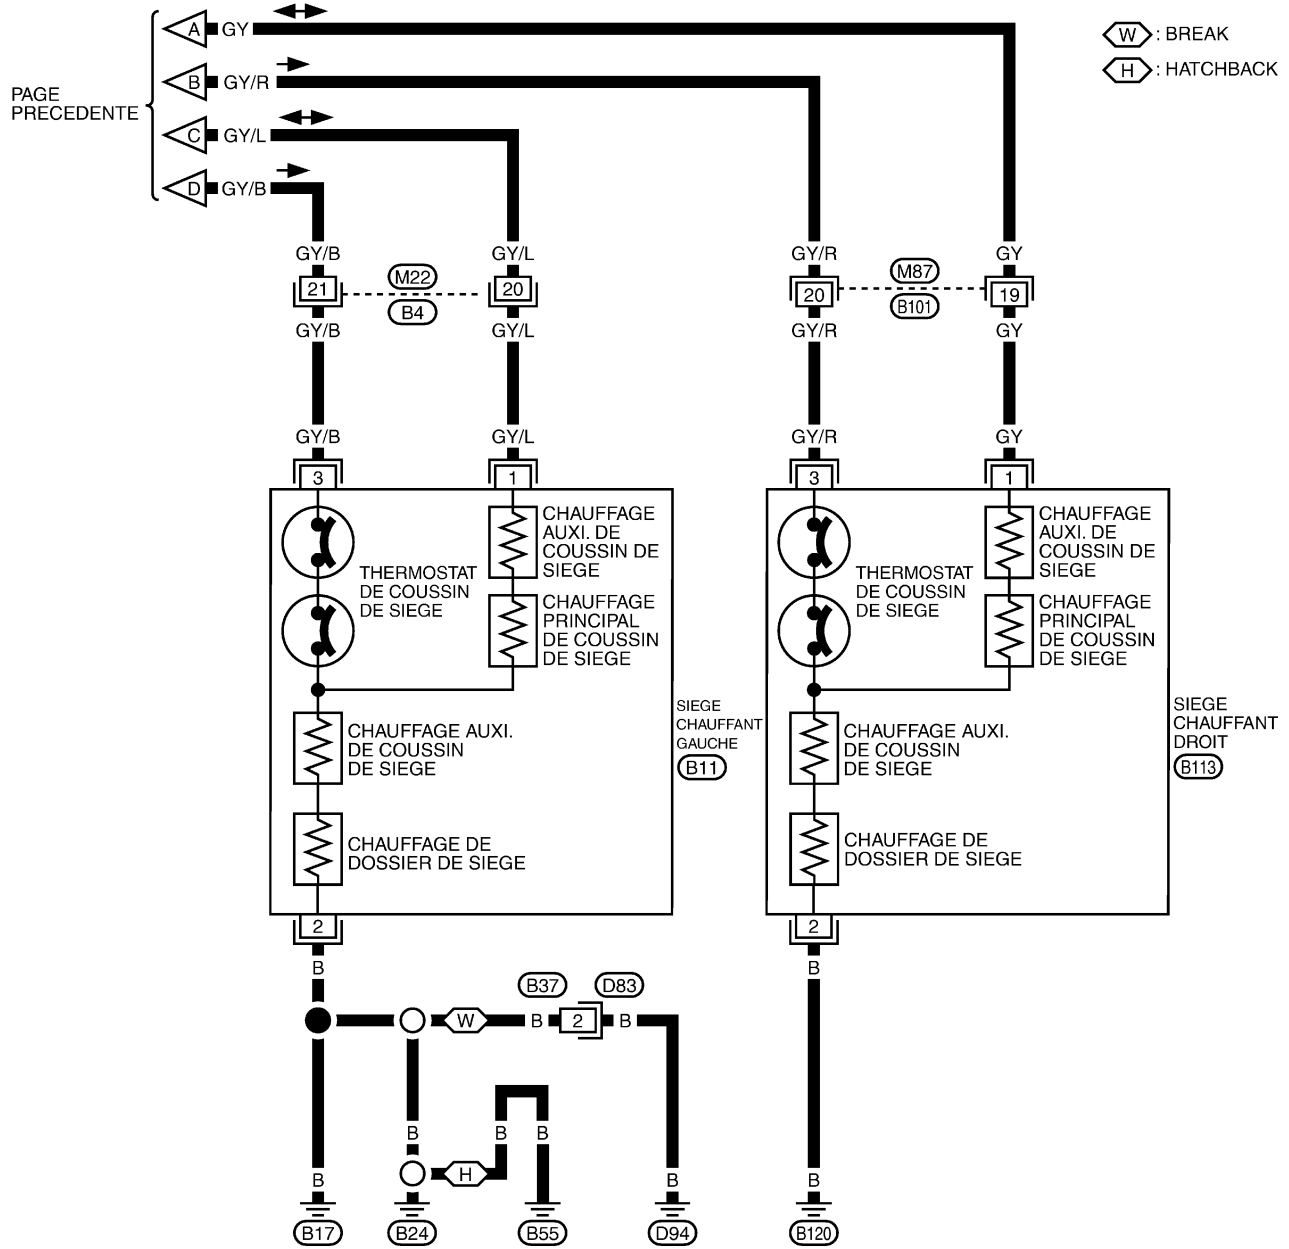 A GY
W : BREAK
B GY/R
H : HATCHBACK
PAGE
PRECEDENTE
C GY/L
D GY/B
GY/B GY/L GY/R GY
21 M22 20 20 M87 19
B4 B101
GY/B GY/L GY/R GY
GY/B GY/L GY/R GY
3 1 3 1
CHAUFFAGE
AUXI. DE
COUSSIN DE
SIEGE
THERMOSTAT
DE COUSSIN
DE SIEGE
CHAUFFAGE
PRINCIPAL
DE COUSSIN
DE SIEGE
CHAUFFAGE AUXI.
DE COUSSIN
DE SIEGE
CHAUFFAGE DE
DOSSIER DE SIEGE
SIEGE
CHAUFFANT
GAUCHE
B11
CHAUFFAGE
AUXI. DE
COUSSIN DE
SIEGE
THERMOSTAT
DE COUSSIN
DE SIEGE
CHAUFFAGE
PRINCIPAL
DE COUSSIN
DE SIEGE
CHAUFFAGE AUXI.
DE COUSSIN
DE SIEGE
CHAUFFAGE DE
DOSSIER DE SIEGE
SIEGE
CHAUFFANT
DROIT
B113
2 2
B B
B37 D83
W B 2 B
B B B
H
B B B
B17 B24 B55 D94 B120